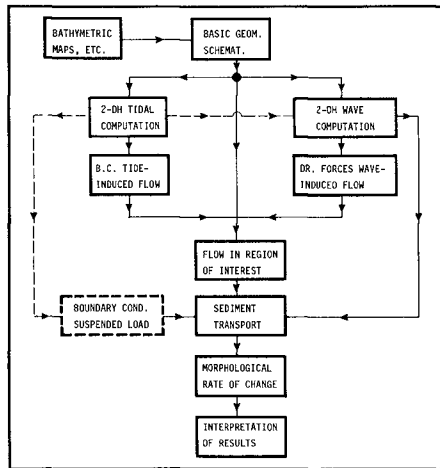 BATHYMETRIC
MAPS, ETC.
BASIC GEOM.
SCHEMAT.
2-DH TIDAL
COMPUTATION
2-DH WAVE
COMPUTATION
B.C. TIDE-
INDUCED FLOW
DR. FORCES WAVE-
INDUCED FLOW
FLOW IN REGION
OF INTEREST
BOUNDARY COND.
SUSPENDED LOAD
SEDIMENT
TRANSPORT
MORPHOLOGICAL
RATE OF CHANGE
INTERPRETATION
OF RESULTS